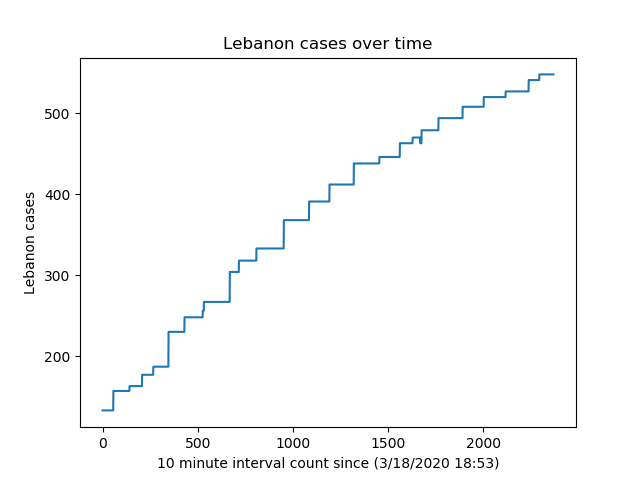 Lebanon cases over time
Lebanon cases
500
400
300
200
0 500 1000 1500 2000
10 minute interval count since (3/18/2020 18:53)